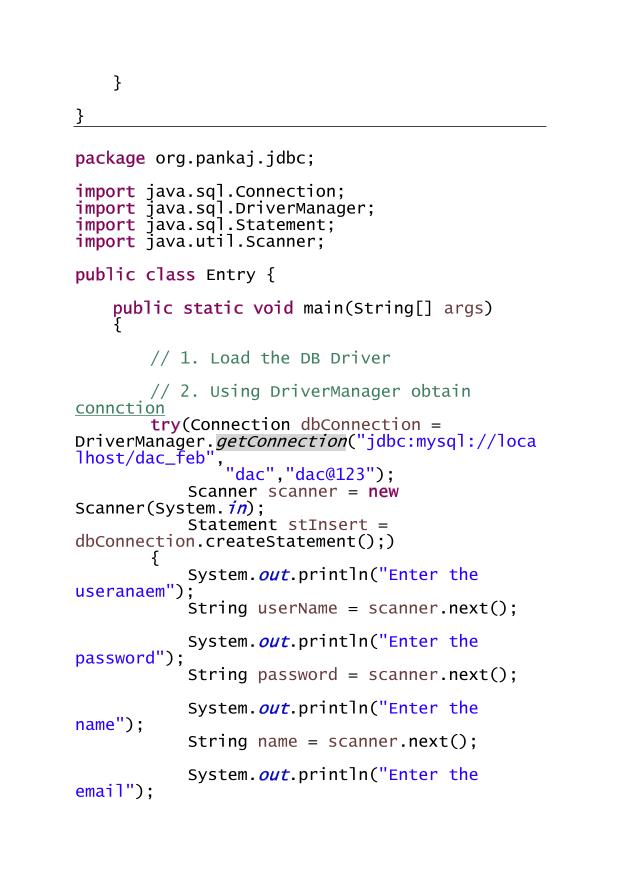 }
}
package org.pankaj.jdbc;
import java.sql.Connection;
import java.sql.DriverManager;
import java.sql.Statement;
import java.util.Scanner;
public class Entry {
public static void main(String[] args)
{
// 1. Load the DB Driver
// 2. Using DriverManager obtain
connction
try(Connection dbConnection =
DriverManager.getConnection("jdbc:mysql://loca
lhost/dac_feb",
"dac","dac@123");
Scanner scanner = new
Scanner(System.in);
Statement stInsert =
dbConnection.createStatement();)
{
System.out.println("Enter the
useranaem");
String userName = scanner.next();
System.out.println("Enter the
password");
String password = scanner.next();
System.out.println("Enter the
name");
String name = scanner.next();
System.out.println("Enter the
email");